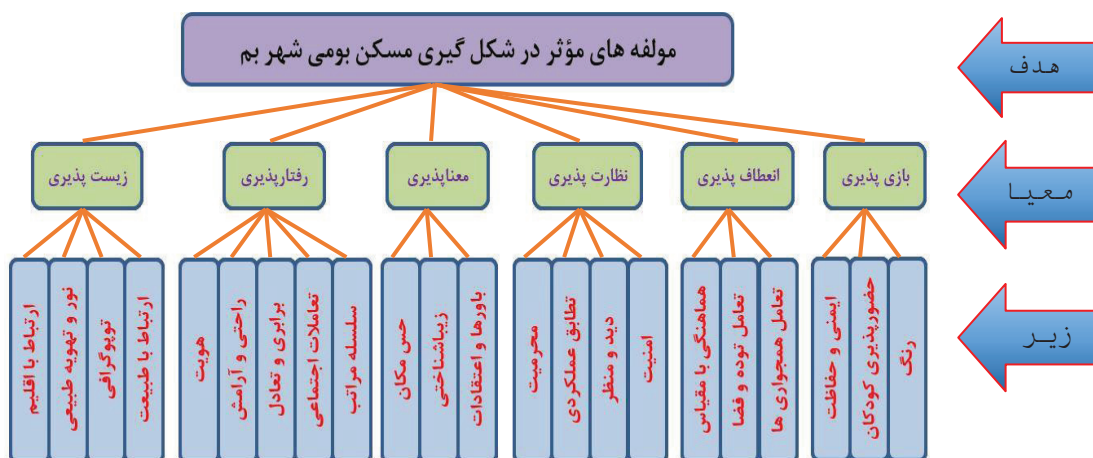 مولفه های مؤثر در شکل گیری مسکن بومی شهر بم
هدف
بازی پذیری
انعطاف پذیری
نظارت پذیری
معناپذیری
رفتارپذیری
زیست پذیری
معیا
رنگ
حضورپذیری کودکان
ایمنی و حفاظت
تعامل همجواری ها
تعامل توده و فضا
هماهنگی با مقیاس
امنیت
دید و منظر
تطابق عملکردی
محرمیت
باورها و اعتقادات
زیباشناختی
حس مکان
سلسله مراتب
تعاملات اجتماعی
برابری و تعادل
راحتی و آرامش
هویت
ارتباط با طبیعت
توپوگرافی
نور و تهویه طبیعی
ارتباط با اقلیم
زیر